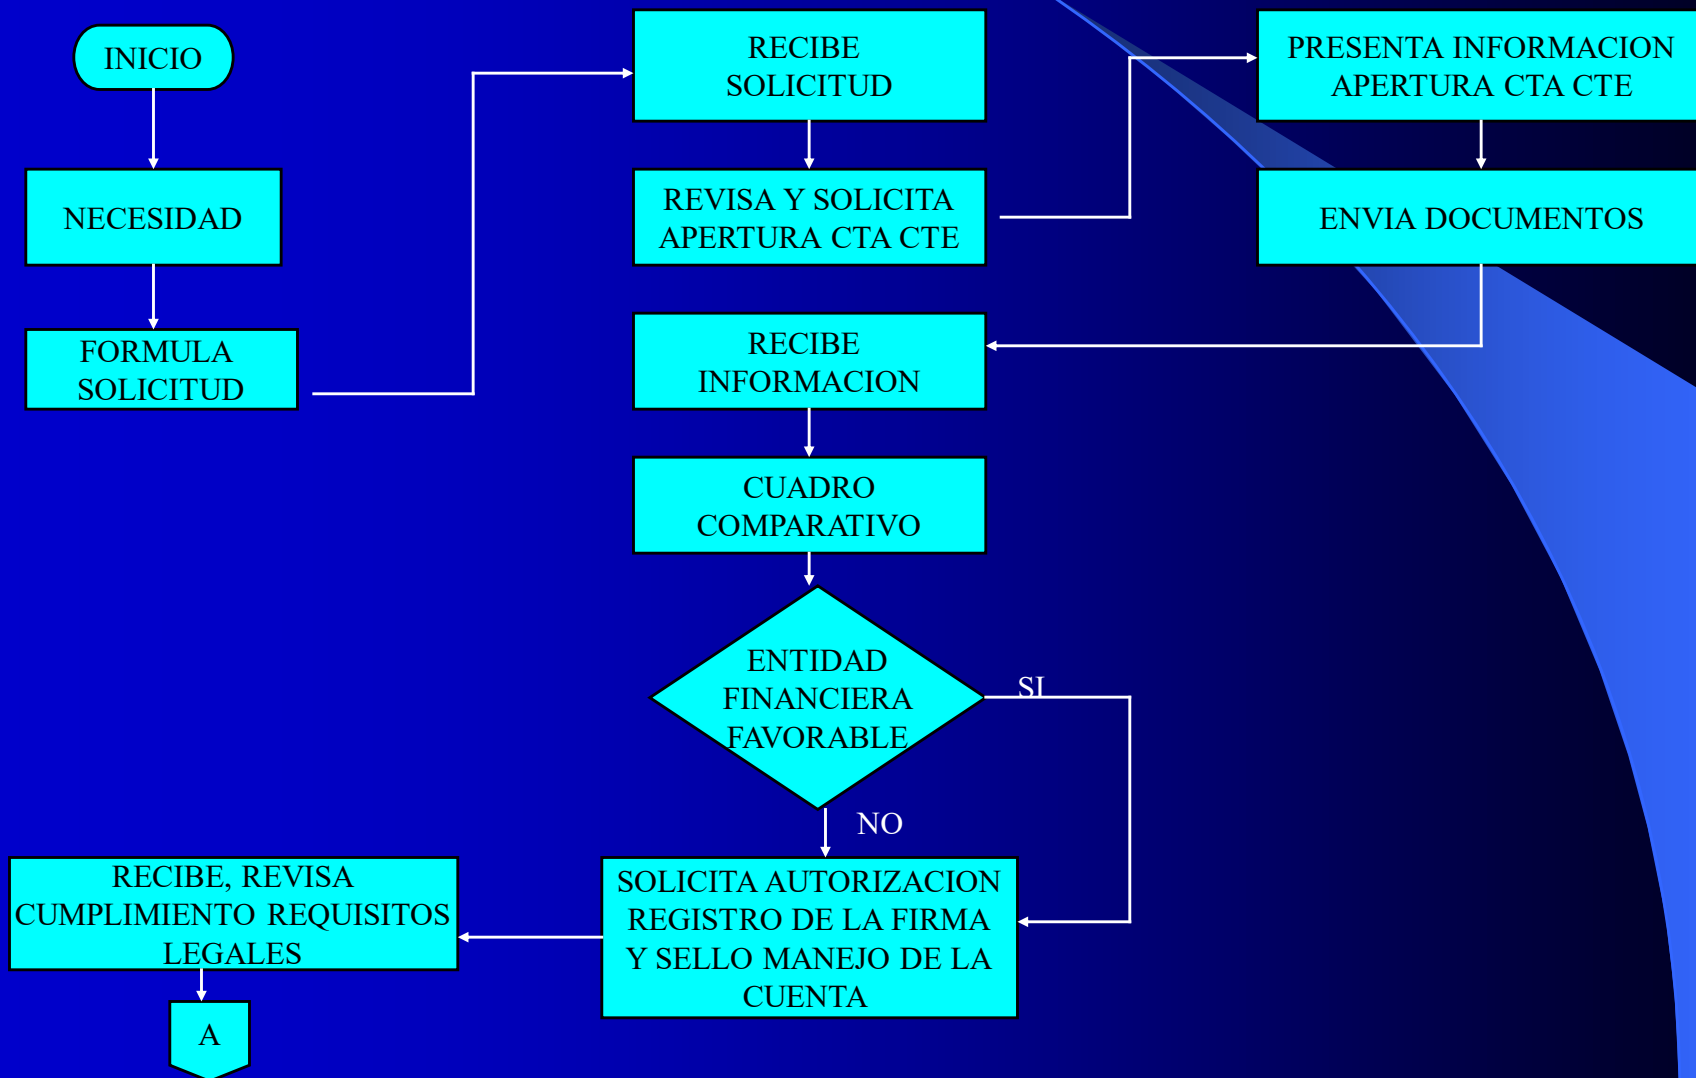 INICIO
NECESIDAD
FORMULA
SOLICITUD
RECIBE
SOLICITUD
REVISA Y SOLICITA
APERTURA CTA CTE
PRESENTA INFORMACION
APERTURA CTA CTE
ENVIA DOCUMENTOS
RECIBE
INFORMACION
CUADRO
COMPARATIVO
ENTIDAD
FINANCIERA
FAVORABLE
SI
NO
SOLICITA AUTORIZACION
REGISTRO DE LA FIRMA
Y SELLO MANEJO DE LA
CUENTA
RECIBE, REVISA
CUMPLIMIENTO REQUISITOS
LEGALES
A